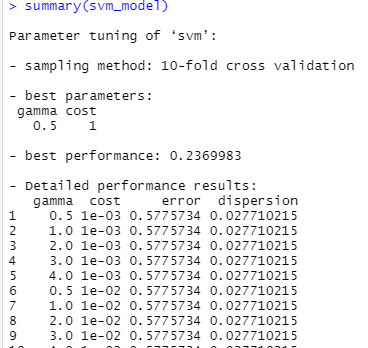 > summary(svm_model)
Parameter tuning of ‘svm’:
- sampling method: 10-fold cross validation
- best parameters:
gamma cost
0.5 1
- best performance: 0.2369983
- Detailed performance results:
gamma cost error dispersion
1 0.5 1e-03 0.5775734 0.027710215
2 1.0 1e-03 0.5775734 0.027710215
3 2.0 1e-03 0.5775734 0.027710215
4 3.0 1e-03 0.5775734 0.027710215
5 4.0 1e-03 0.5775734 0.027710215
6 0.5 1e-02 0.5775734 0.027710215
7 1.0 1e-02 0.5775734 0.027710215
8 2.0 1e-02 0.5775734 0.027710215
9 3.0 1e-02 0.5775734 0.027710215